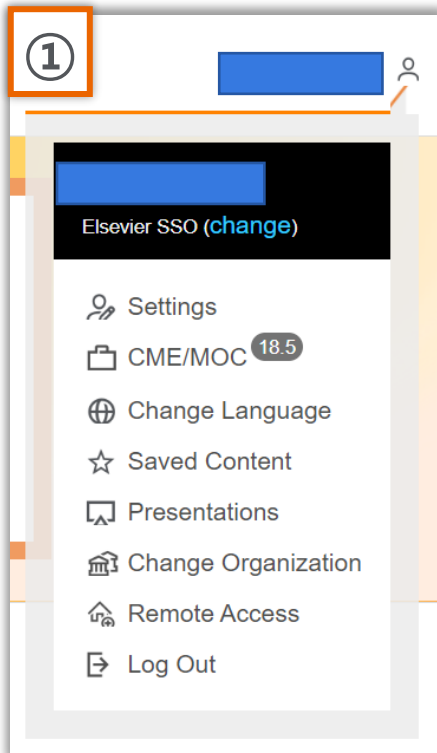 ①
Elsevier SSO (change)
Settings
CME/MOC 18.5
Change Language
Saved Content
Presentations
Change Organization
Remote Access
Log Out